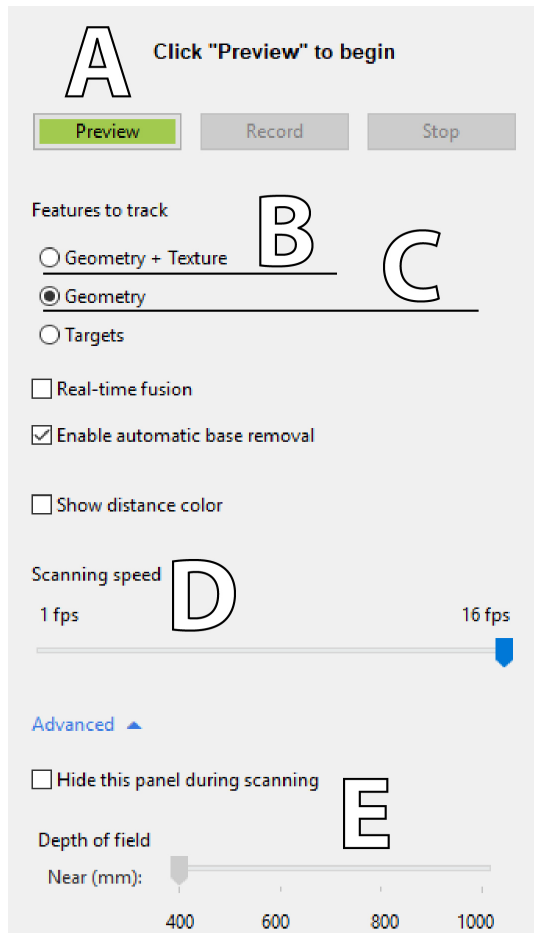 A
Click "Preview" to begin
Preview Record Stop
Features to track
B
Geometry + Texture
C
Geometry
Targets
Real-time fusion
Enable automatic base removal
Show distance color
Scanning speed
D
1 fps 16 fps
Advanced
Hide this panel during scanning
E
Depth of field
Near (mm):
400 600 800 1000